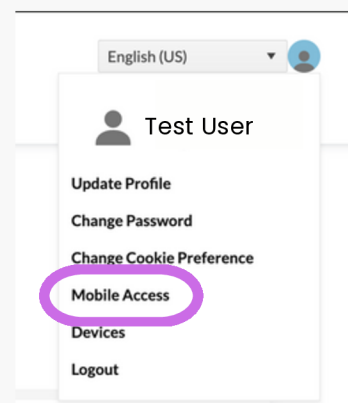 English (US)
Test User
Update Profile
Change Password
Change Cookie Preference
Mobile Access
Devices
Logout